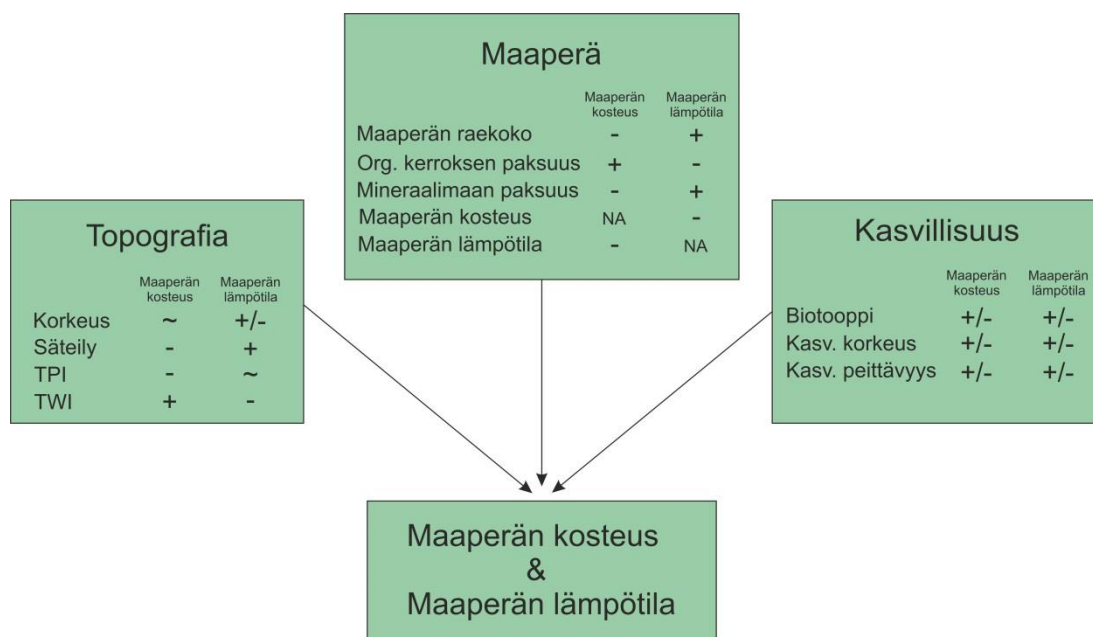 Maaperä
Maaperän kosteus Maaperän lämpötila
Maaperän raekoko - +
Org. kerroksen paksuus + -
Mineraalimaan paksuus - +
Maaperän kosteus NA -
Maaperän lämpötila - NA
Topografia
Maaperän kosteus Maaperän lämpötila
Korkeus ~ +/-
Säteily - +
TPI - ~
TWI + -
Kasvillisuus
Maaperän kosteus Maaperän lämpötila
Biotooppi +/- +/-
Kasv. korkeus +/- +/-
Kasv. peittävyys +/- +/-
Maaperän kosteus
&
Maaperän lämpötila